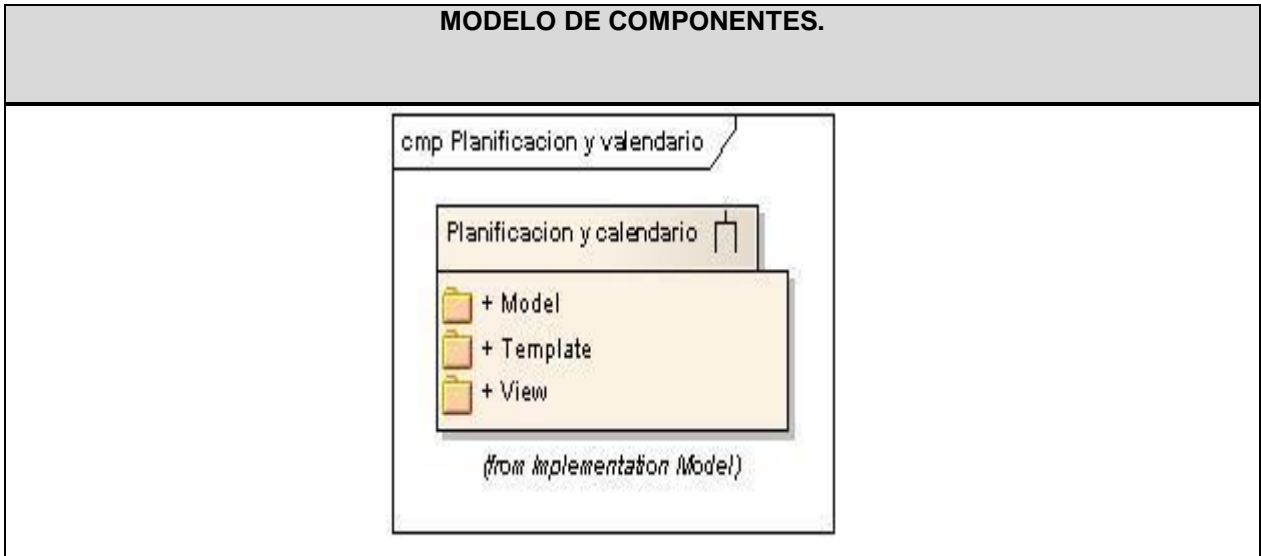 MODELO DE COMPONENTES.
cmp Planificacion y valendario
Planificacion y calendario
+ Model
+ Template
+ View
(from Implementation Model)